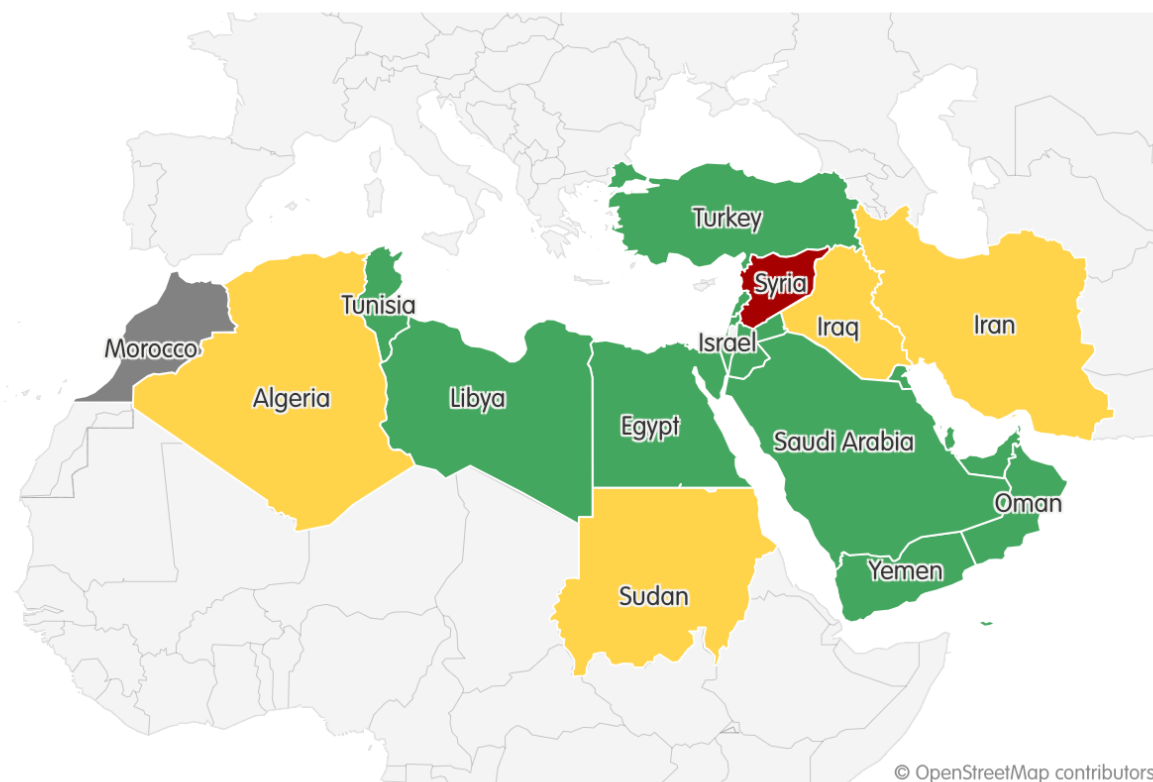 Turkey
Syria
Tunisia
Iraq
Iran
Israel
Morocco
Algeria
Libya
Egypt
Saudi Arabia
Oman
Yemen
Sudan
© OpenStreetMap contributors